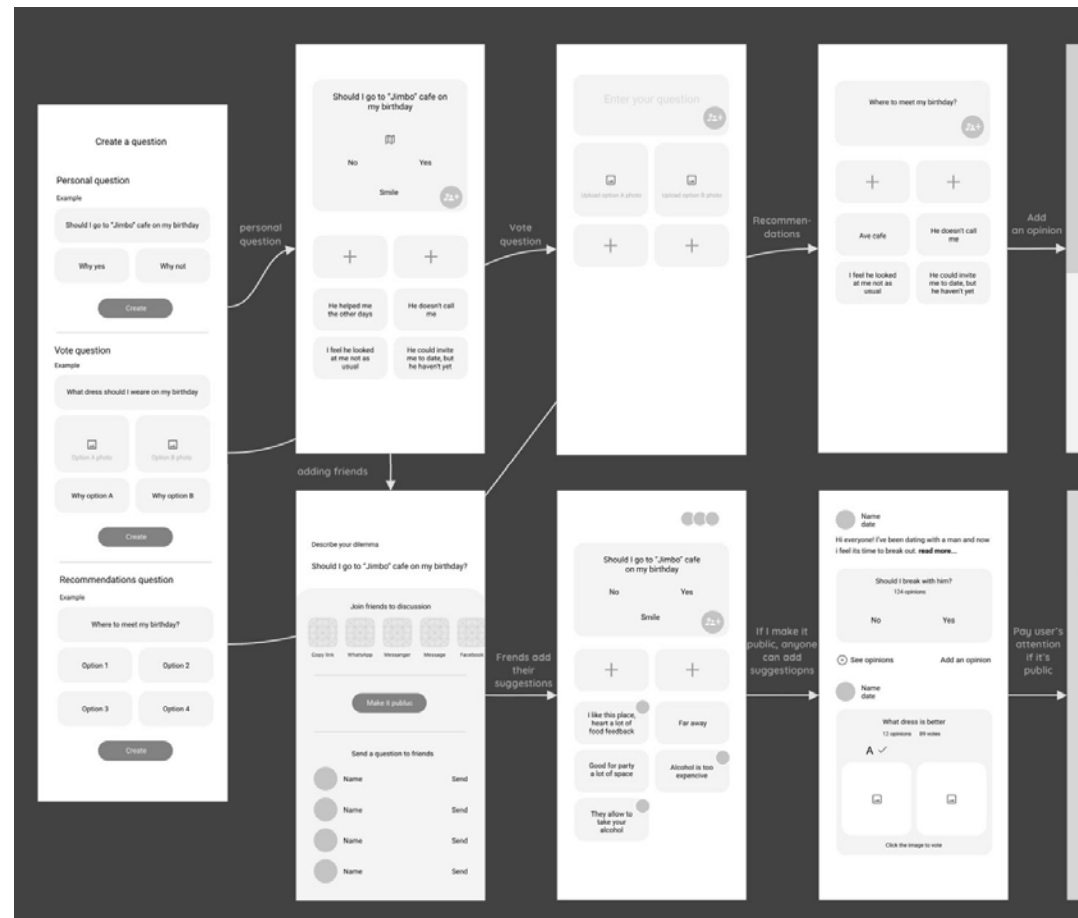 Create a question
Personal question
Example
Should I go to "Jimbo" cafe on my birthday
Why yes
Why not
Create
Vote question
Example
What dress should I weare on my birthday
Option A photo
Option B photo
Why option A
Why option B
Create
Recommendations question
Example
Where to meet my birthday?
Option 1
Option 2
Option 3
Option 4
Create
personal
question
Should I go to "Jimbo" cafe on
my birthday
No
Yes
Smile
He helped me
the other days
He doesn't call
me
I feel he looked
at me not as
usual
He could invite
me to date, but
he haven't yet
Vote
question
Enter your question
Upload option A photo
Upload option B photo
Recommen-
dations
Where to meet my birthday?
Ave cafe
He doesn't call
me
I feel he looked
at me not as
usual
He could invite
me to date, but
he haven't yet
Add
an opinion
adding friends
Describe your dilemma
Should I go to "Jimbo" cafe on my birthday?
Join friends to discussion
Copy link
WhatsApp
Messanger
Message
Facebook
Make it publuc
Send a question to friends
Name
Send
Name
Send
Name
Send
Name
Send
Frends add
their
suggestions
Should I go to "Jimbo" cafe
on my birthday
No
Yes
Smile
I like this place,
heart a lot of
food feedback
Far away
Good for party
a lot of space
Alcohol is too
expencive
They allow to
take your
alcohol
If I make it
public, anyone
can add
suggestiopns
Name
date
Hi everyone! I've been dating with a man and now
i feel its time to break out. read more...
Should I break with him?
124 opinions
No
Yes
See opinions
Add an opinion
Name
date
What dress is better
12 opinions 89 votes
A
Click the image to vote
Pay user's
attention
if it's
public